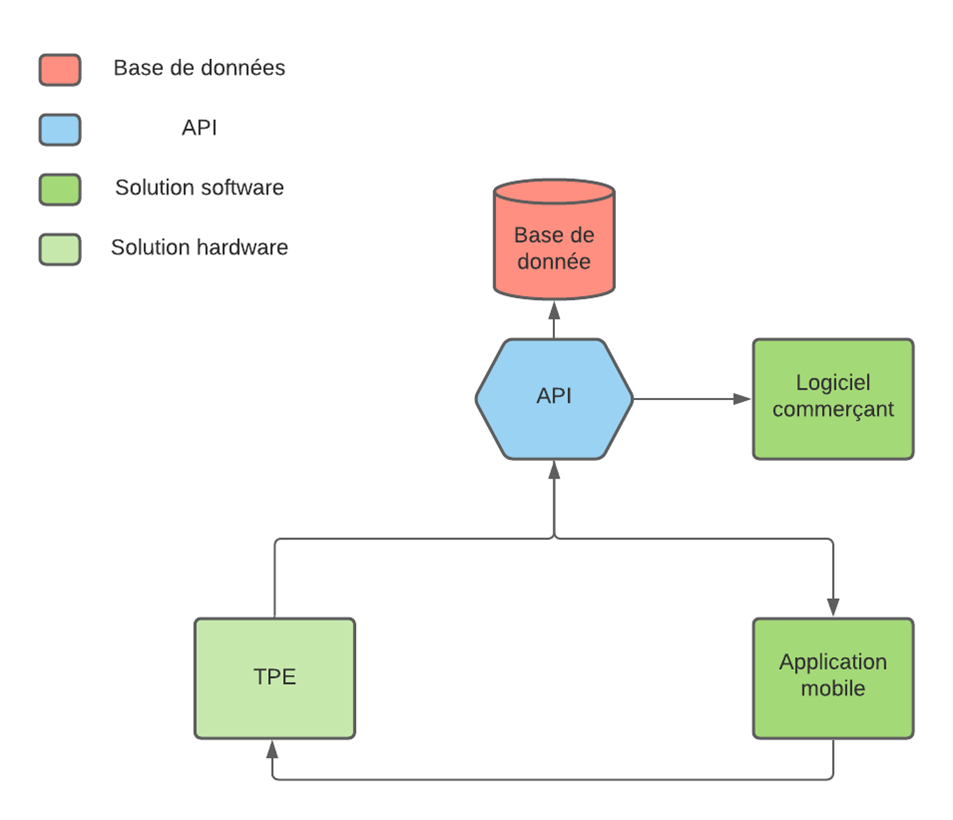 Base de données
API
Solution software
Solution hardware
Base de
donnée
API
Logiciel
commerçant
TPE
Application
mobile